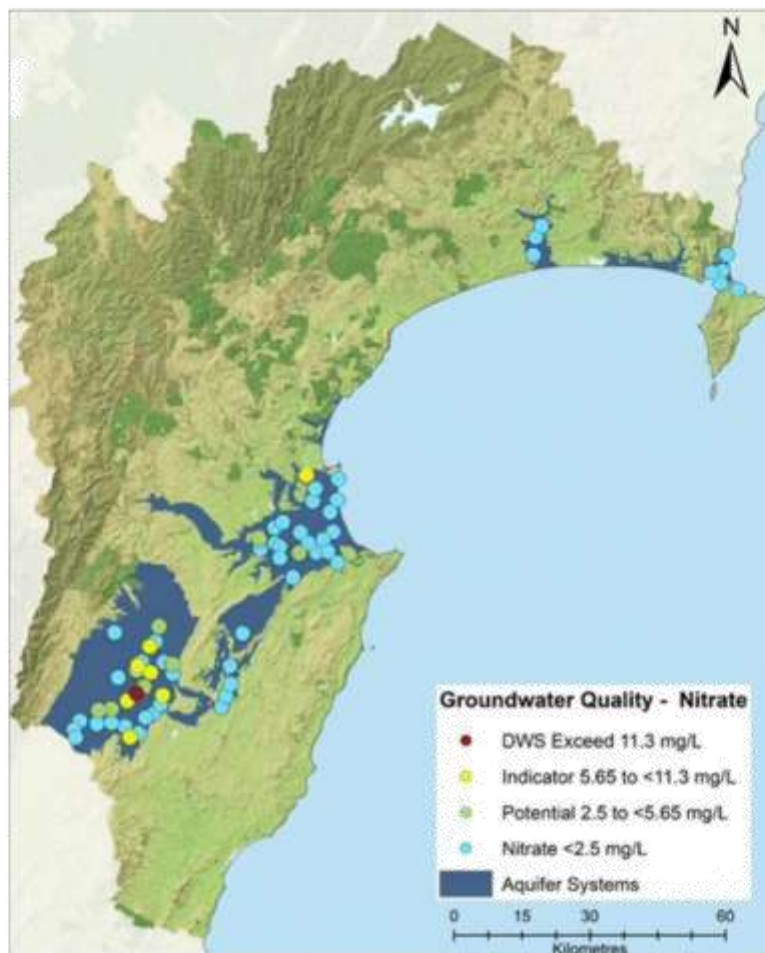 N
Groundwater Quality - Nitrate
DWS Exceed 11.3 mg/L
Indicator 5.65 to <11.3 mg/L
Potential 2.5 to <5.65 mg/L
Nitrate <2.5 mg/L
Aquifer Systems
0 15 30 60
Kilometres